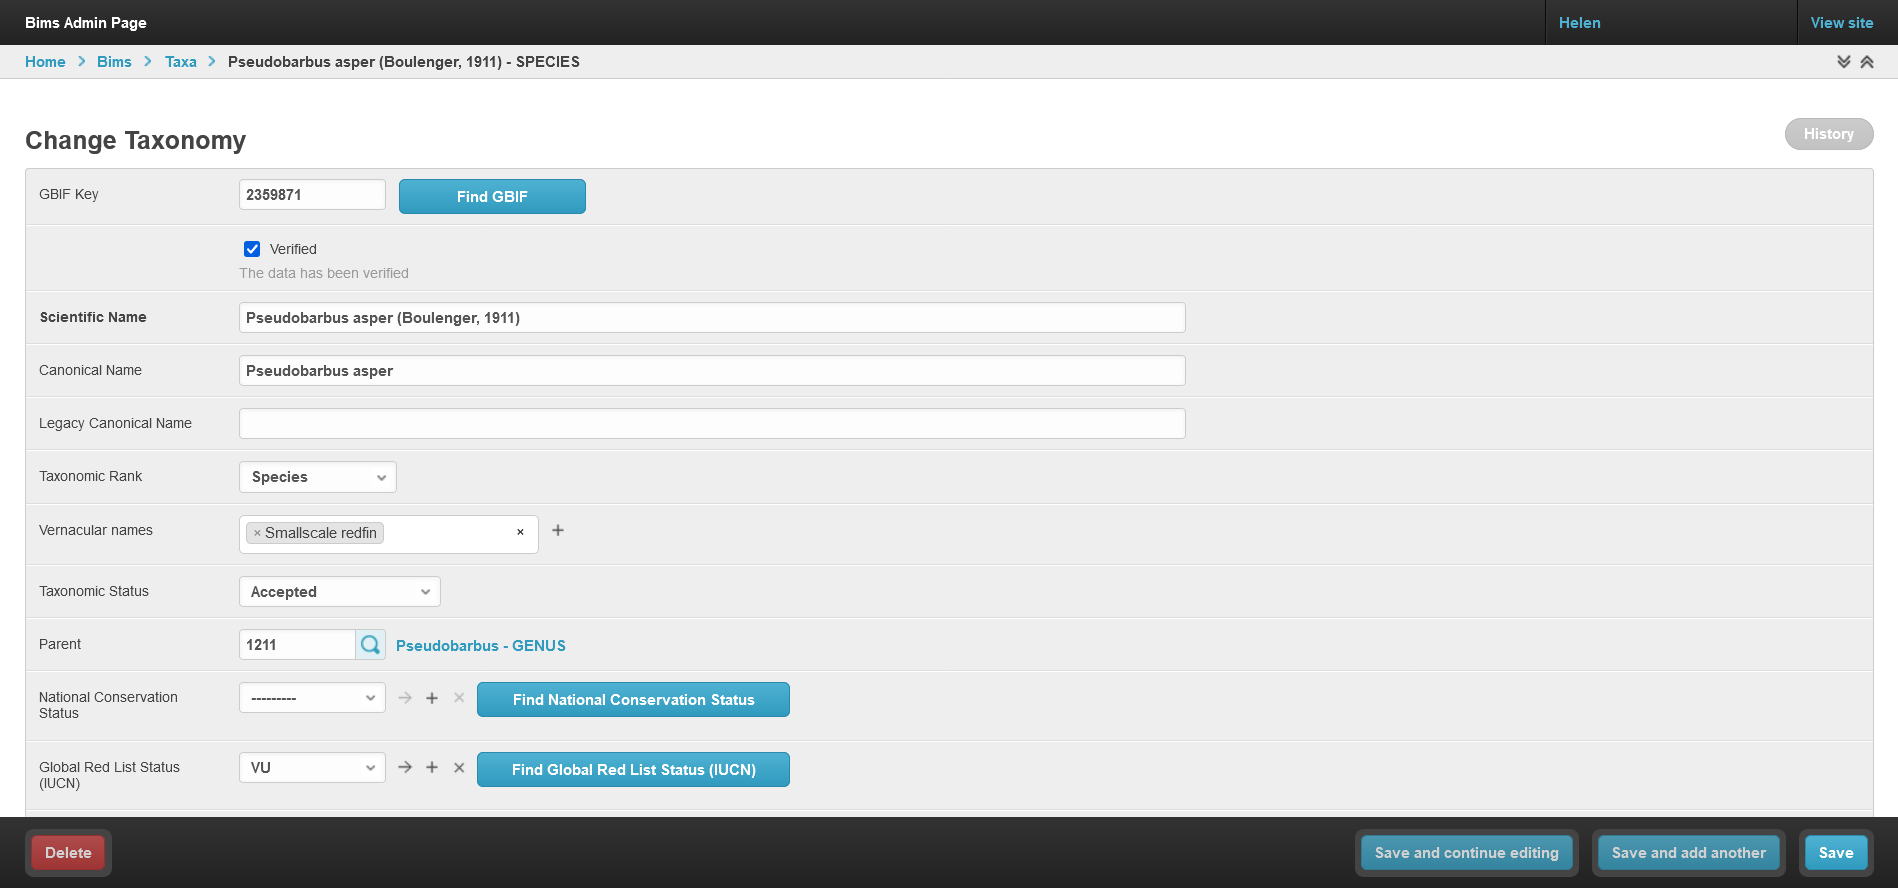 Bims Admin Page
Helen
View site
Home
Bims
Taxa
Pseudobarbus asper (Boulenger, 1911) - SPECIES
Change Taxonomy
History
GBIF Key
2359871
Find GBIF
Verified
The data has been verified
Scientific Name
Pseudobarbus asper (Boulenger, 1911)
Canonical Name
Pseudobarbus asper
Legacy Canonical Name
Taxonomic Rank
Species
Vernacular names
× Smallscale redfin
×
Taxonomic Status
Accepted
Parent
1211
Pseudobarbus - GENUS
National Conservation
Status
---------
Find National Conservation Status
Global Red List Status
(IUCN)
VU
Find Global Red List Status (IUCN)
Delete
Save and continue editing
Save and add another
Save